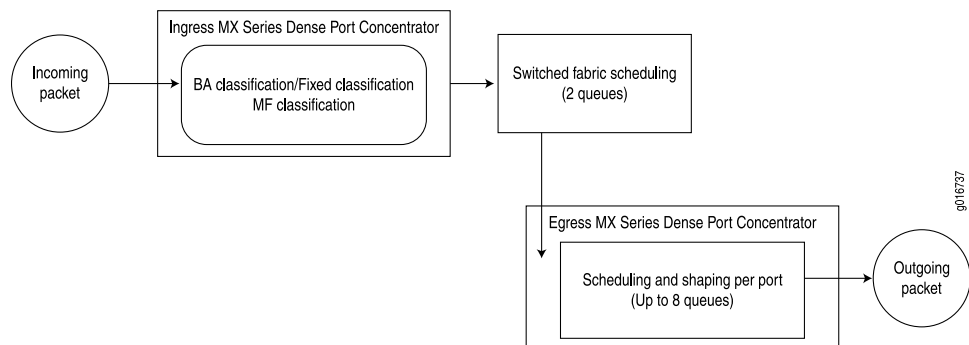 Ingress MX Series Dense Port Concentrator
Incoming
packet
BA classification/Fixed classification
MF classification
Switched fabric scheduling
(2 queues)
g016737
Egress MX Series Dense Port Concentrator
Scheduling and shaping per port
(Up to 8 queues)
Outgoing
packet